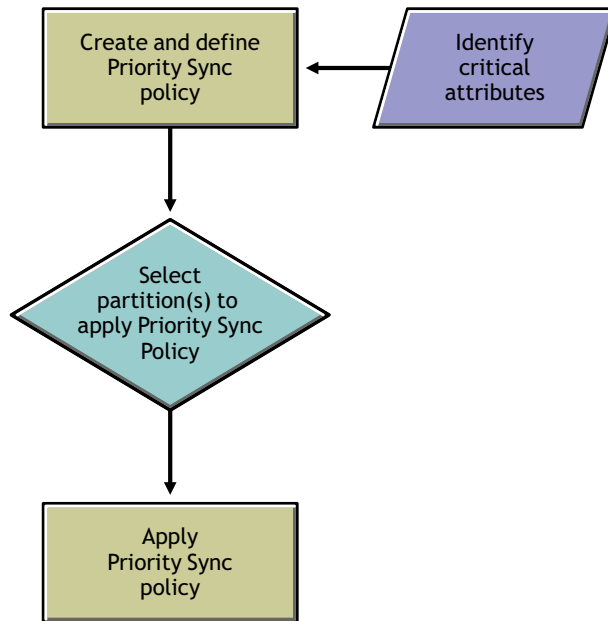 Create and define
Priority Sync
policy
Identify
critical
attributes
Select
partition(s) to
apply Priority Sync
Policy
Apply
Priority Sync
policy